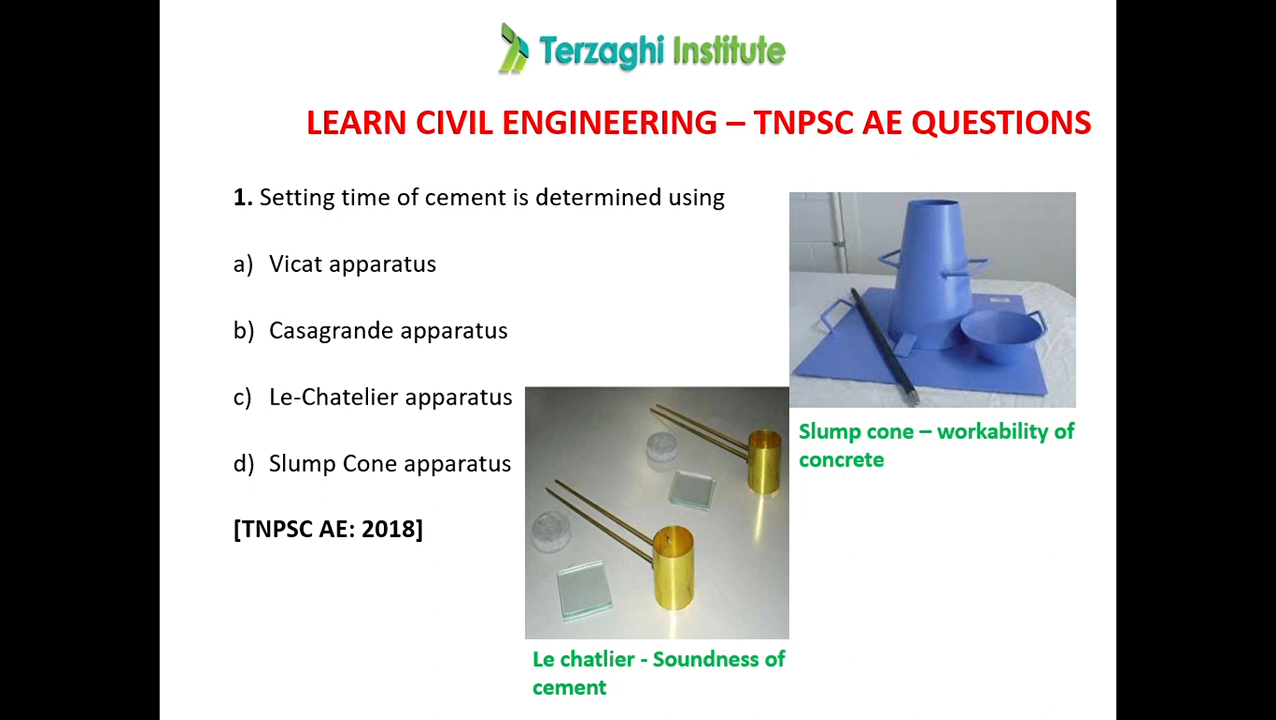 Terzaghi Institute
LEARN CIVIL ENGINEERING – TNPSC AE QUESTIONS
1. Setting time of cement is determined using
a) Vicat apparatus
b) Casagrande apparatus
c) Le-Chatelier apparatus
d) Slump Cone apparatus
[TNPSC AE: 2018]
Slump cone – workability of
concrete
Le chatlier - Soundness of
cement